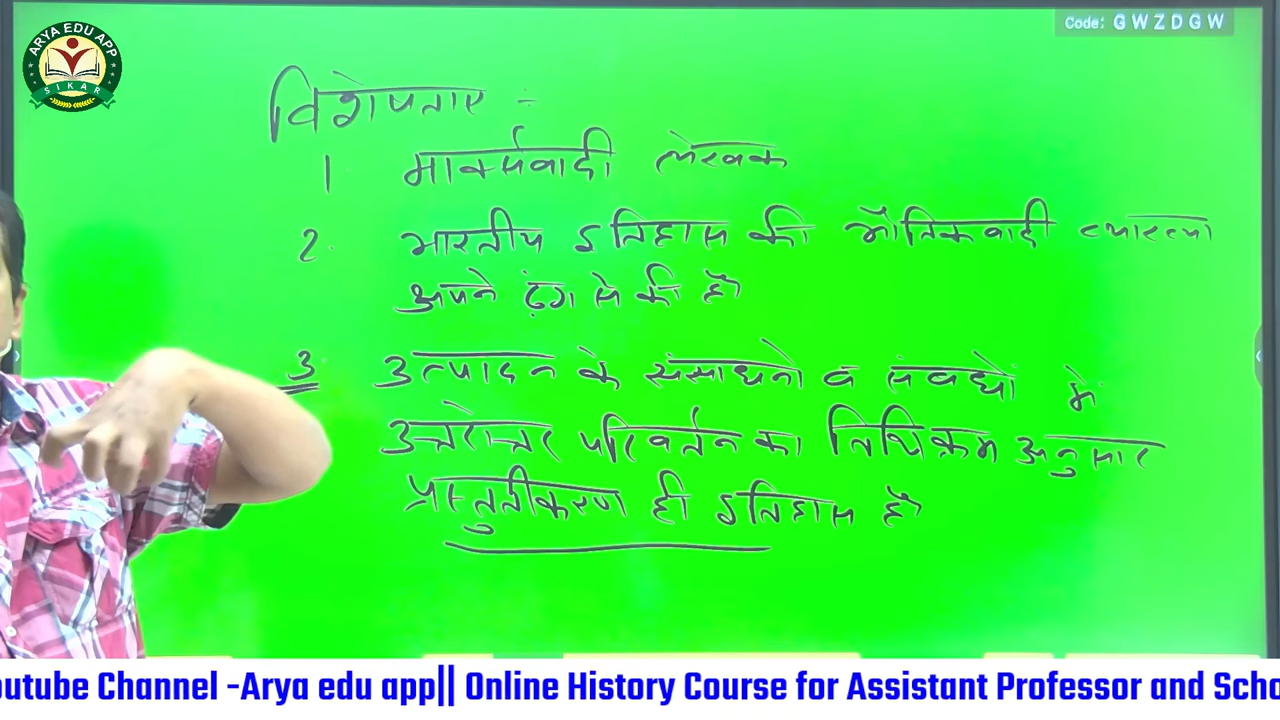 ARYA EDU APP
SIKAR
Code: GWZDGW
विशेषताए :-
1 मार्क्सवादी लेखक
2. भारतीय इतिहास की भौतिकवादी व्याख्या
अपने ढंग से की है
3 उत्पादन के संसाधनो व संबधों में
उत्तरोत्तर परिवर्तन का तिथिक्रम अनुसार
प्रस्तुतीकरण ही इतिहास है
outube Channel -Arya edu app|| Online History Course for Assistant Professor and Scho